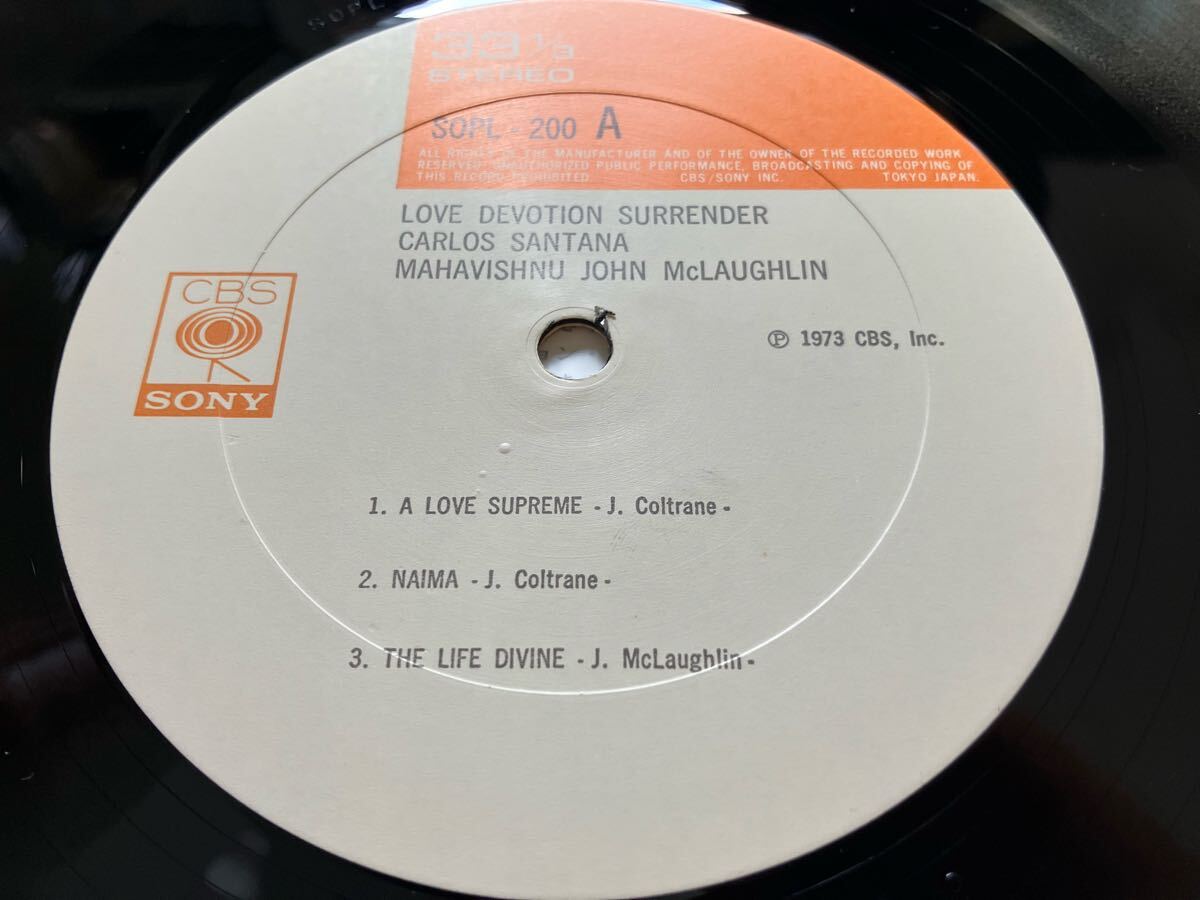 SOPL
33 1/3
STEREO
SOPL - 200 A
ALL RIGHTS OF THE MANUFACTURER AND OF THE OWNER OF THE RECORDED WORK
RESERVED UNAUTHORIZED PUBLIC PERFORMANCE, BROADCASTING AND COPYING OF
THIS RECORD PROHIBITED CBS/SONY INC. TOKYO JAPAN.
LOVE DEVOTION SURRENDER
CARLOS SANTANA
MAHAVISHNU JOHN McLAUGHLIN
CBS
SONY
℗ 1973 CBS, Inc.
1. A LOVE SUPREME - J. Coltrane -
2. NAIMA - J. Coltrane -
3. THE LIFE DIVINE - J. McLaughlin -